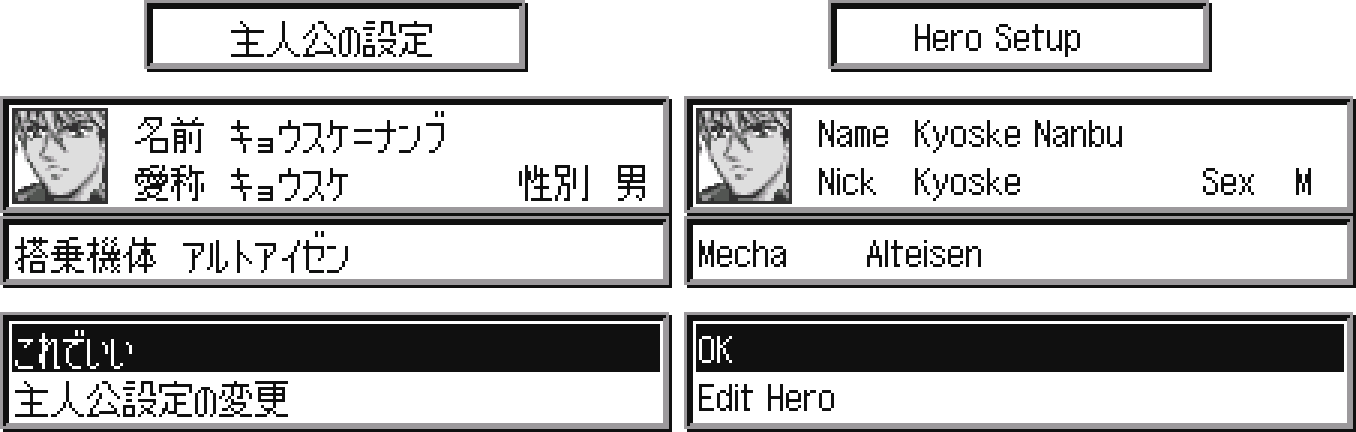 主人公の設定
名前 キョウスケ=ナンブ
愛称 キョウスケ 性別 男
搭乗機体 アルトアイゼン
これでいい
主人公設定の変更
Hero Setup
Name Kyoske Nanbu
Nick Kyoske Sex M
Mecha Alteisen
OK
Edit Hero